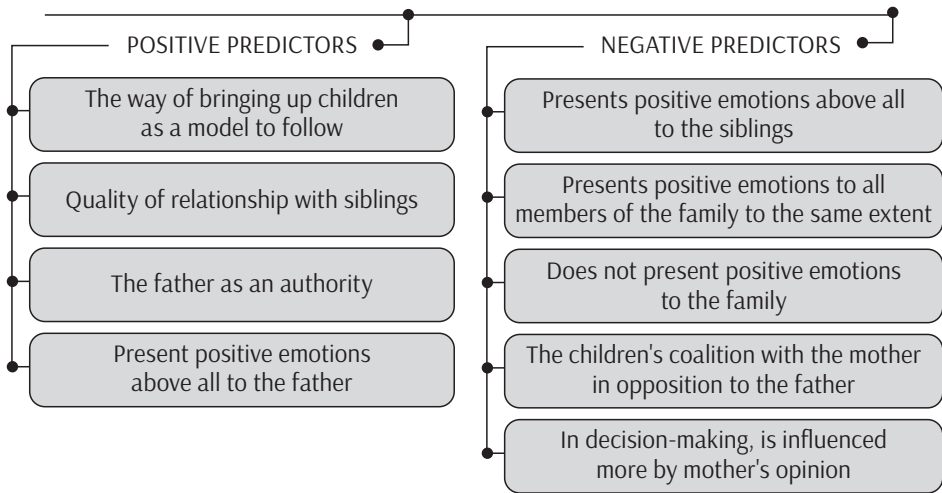 POSITIVE PREDICTORS
The way of bringing up children
as a model to follow
Quality of relationship with siblings
The father as an authority
Present positive emotions
above all to the father
NEGATIVE PREDICTORS
Presents positive emotions above all
to the siblings
Presents positive emotions to all
members of the family to the same extent
Does not present positive emotions
to the family
The children's coalition with the mother
in opposition to the father
In decision-making, is influenced
more by mother's opinion